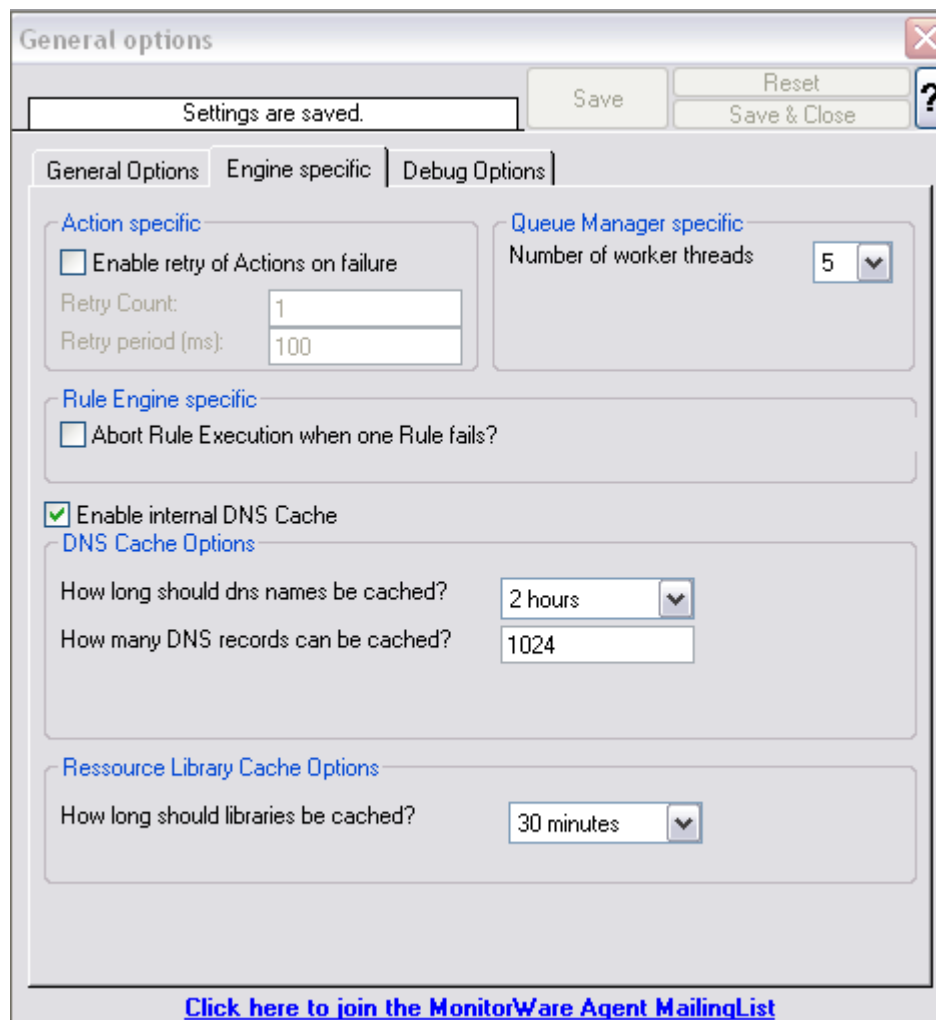 General options
Settings are saved.
Save
Reset
Save & Close
?
General Options
Engine specific
Debug Options
Action specific
Enable retry of Actions on failure
Retry Count:
1
Retry period (ms):
100
Queue Manager specific
Number of worker threads
5
Rule Engine specific
Abort Rule Execution when one Rule fails?
Enable internal DNS Cache
DNS Cache Options
How long should dns names be cached?
2 hours
How many DNS records can be cached?
1024
Ressource Library Cache Options
How long should libraries be cached?
30 minutes
Click here to join the MonitorWare Agent MailingList